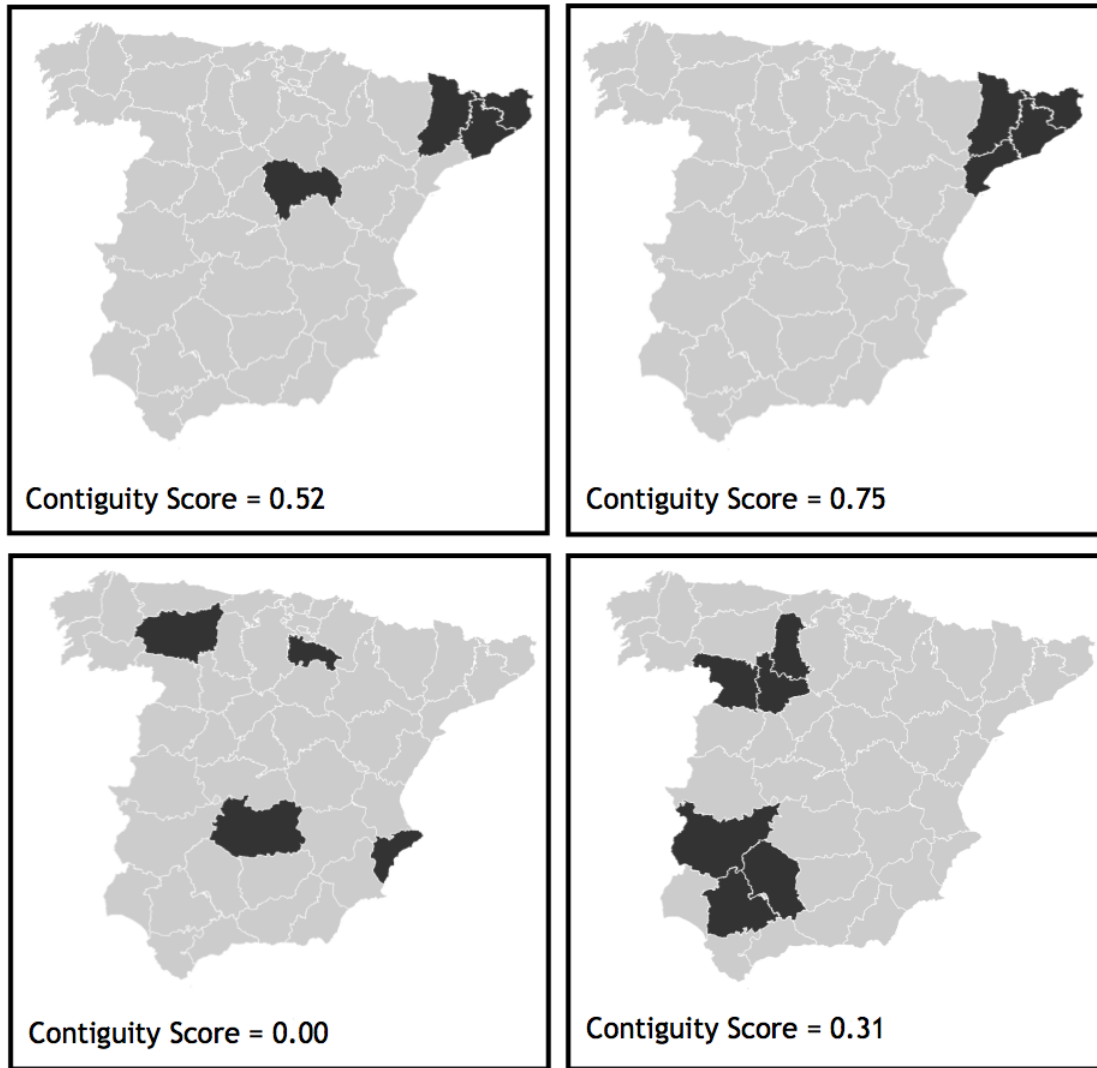 Contiguity Score = 0.52
Contiguity Score = 0.75
Contiguity Score = 0.00
Contiguity Score = 0.31